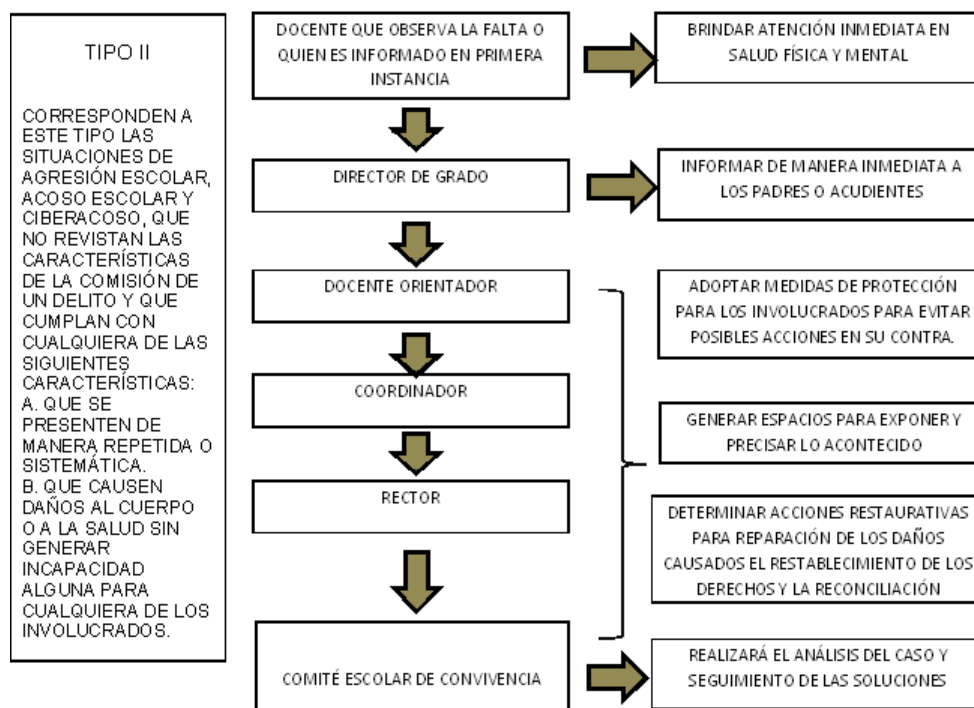 TIPO II
CORRESPONDEN A
ESTE TIPO LAS
SITUACIONES DE
AGRESIÓN ESCOLAR,
ACOSO ESCOLAR Y
CIBERACOSO, QUE
NO REVISTAN LAS
CARACTERÍSTICAS
DE LA COMISIÓN DE
UN DELITO Y QUE
CUMPLAN CON
CUALQUIERA DE LAS
SIGUIENTES
CARACTERÍSTICAS:
A. QUE SE
PRESENTEN DE
MANERA REPETIDA O
SISTEMÁTICA.
B. QUE CAUSEN
DAÑOS AL CUERPO
O A LA SALUD SIN
GENERAR
INCAPACIDAD
ALGUNA PARA
CUALQUIERA DE LOS
INVOLUCRADOS.
DOCENTE QUE OBSERVA LA FALTA O
QUIEN ES INFORMADO EN PRIMERA
INSTANCIA
BRINDAR ATENCIÓN INMEDIATA EN
SALUD FÍSICA Y MENTAL
DIRECTOR DE GRADO
INFORMAR DE MANERA INMEDIATA A
LOS PADRES O ACUDIENTES
DOCENTE ORIENTADOR
ADOPTAR MEDIDAS DE PROTECCIÓN
PARA LOS INVOLUCRADOS PARA EVITAR
POSIBLES ACCIONES EN SU CONTRA.
COORDINADOR
GENERAR ESPACIOS PARA EXPONER Y
PRECISAR LO ACONTECIDO
RECTOR
DETERMINAR ACCIONES RESTAURATIVAS
PARA REPARACIÓN DE LOS DAÑOS
CAUSADOS EL RESTABLECIMIENTO DE LOS
DERECHOS Y LA RECONCILIACIÓN
COMITÉ ESCOLAR DE CONVIVENCIA
REALIZARÁ EL ANÁLISIS DEL CASO Y
SEGUIMIENTO DE LAS SOLUCIONES